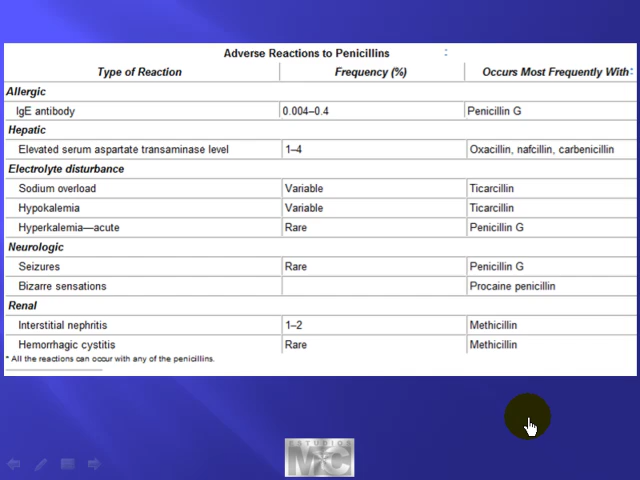 Adverse Reactions to Penicillins :
Type of Reaction Frequency (%) Occurs Most Frequently With:
Allergic
IgE antibody 0.004–0.4 Penicillin G
Hepatic
Elevated serum aspartate transaminase level 1–4 Oxacillin, nafcillin, carbenicillin
Electrolyte disturbance
Sodium overload Variable Ticarcillin
Hypokalemia Variable Ticarcillin
Hyperkalemia—acute Rare Penicillin G
Neurologic
Seizures Rare Penicillin G
Bizarre sensations Procaine penicillin
Renal
Interstitial nephritis 1–2 Methicillin
Hemorrhagic cystitis Rare Methicillin
* All the reactions can occur with any of the penicillins.
ESTUDIOS
MC